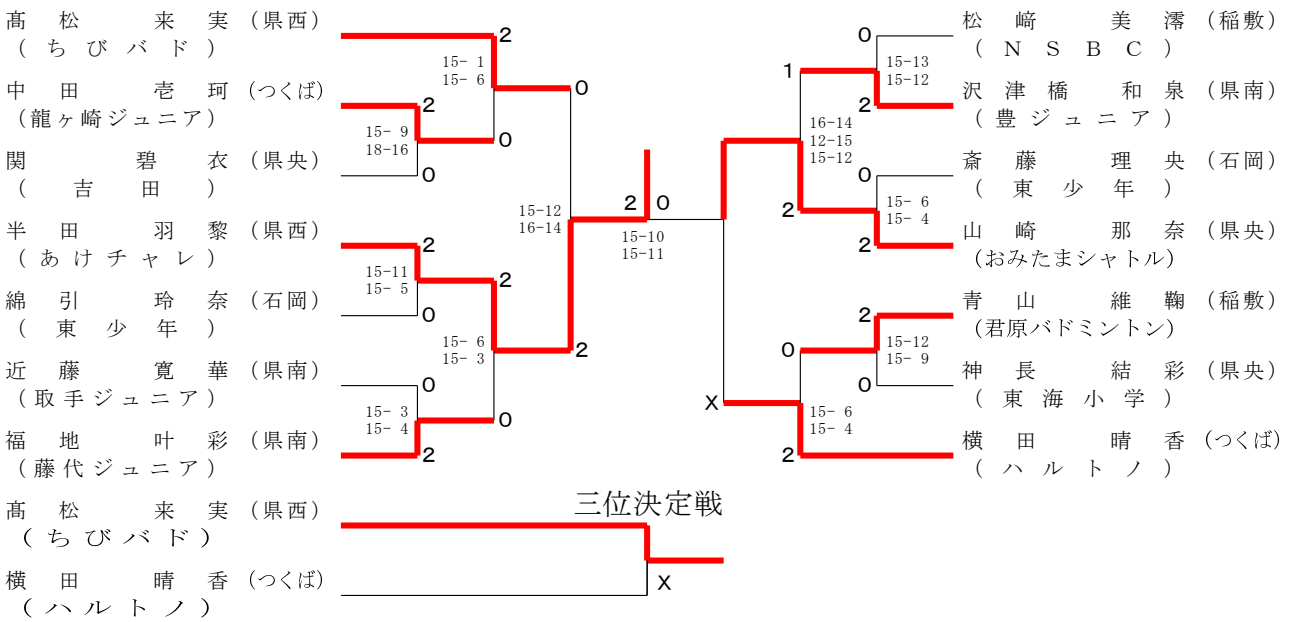 髙松 来実 (県西)
(ちびバド)
中田 壱珂 (つくば)
(龍ヶ崎ジュニア)
関 碧衣 (県央)
(吉田)
半田 羽黎 (県西)
(あけチャレ)
綿引 玲奈 (石岡)
(東少年)
近藤 寛華 (県南)
(取手ジュニア)
福地 叶彩 (県南)
(藤代ジュニア)
2
15- 1
15- 6
0
2
15- 9
18-16
0
0
2
15-11
15- 5
0
2
15- 6
15- 3
2
0
15- 3
15- 4
0
2
15-12
16-14
2 0
15-10
15-11
0
15-13
15-12
2
1
16-14
12-15
15-12
0
15- 6
15- 4
2
2
2
15-12
15- 9
0
0
X
15- 6
15- 4
2
松﨑 美澪 (稲敷)
(NSBC)
沢津橋 和泉 (県南)
(豊ジュニア)
斎藤 理央 (石岡)
(東少年)
山崎 那奈 (県央)
(おみたまシャトル)
青山 維鞠 (稲敷)
(君原バドミントン)
神長 結彩 (県央)
(東海小学)
横田 晴香 (つくば)
(ハルトノ)
三位決定戦
髙松 来実 (県西)
(ちびバド)
横田 晴香 (つくば)
(ハルトノ)
X